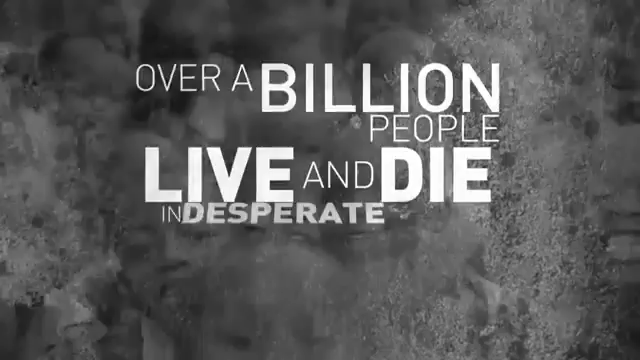 OVER A BILLION
PEOPLE
LIVE AND DIE
IN DESPERATE